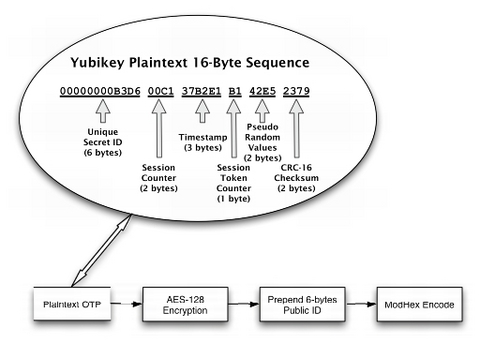 Yubikey Plaintext 16-Byte Sequence
00000000B3D6 00C1 37B2E1 B1 42E5 2379
Unique
Secret ID
(6 bytes)
Session
Counter
(2 bytes)
Timestamp
(3 bytes)
Session
Token
Counter
(1 byte)
Pseudo
Random
Values
(2 bytes)
CRC-16
Checksum
(2 bytes)
Plaintext OTP
AES-128
Encryption
Prepend 6-bytes
Public ID
ModHex Encode